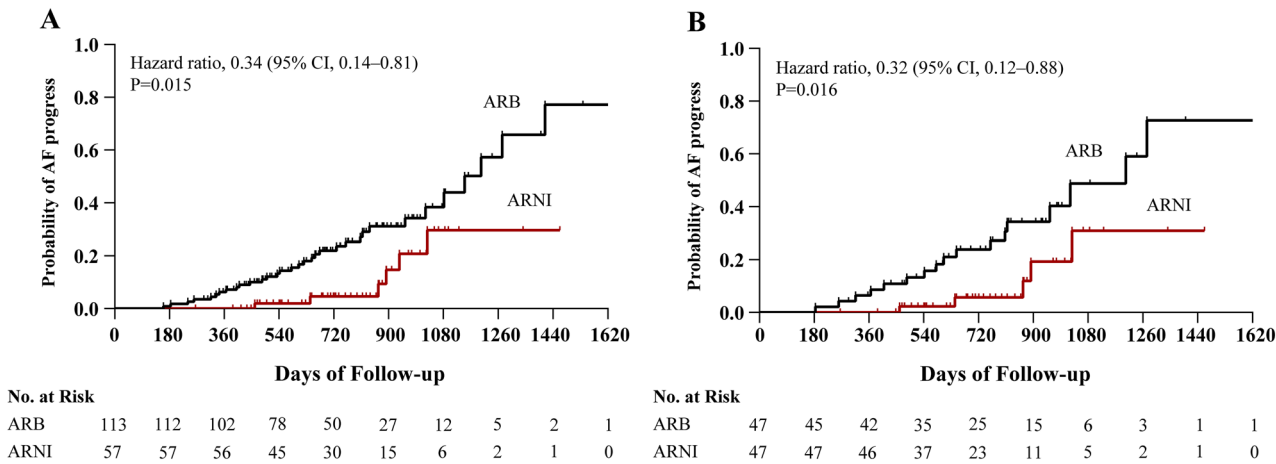 A
Probability of AF progress
1.0
0.8
0.6
0.4
0.2
0.0
Hazard ratio, 0.34 (95% CI, 0.14–0.81)
P=0.015
ARB
ARNI
0 180 360 540 720 900 1080 1260 1440 1620
Days of Follow-up
No. at Risk
ARB 113 112 102 78 50 27 12 5 2 1
ARNI 57 57 56 45 30 15 6 2 1 0
B
Probability of AF progress
1.0
0.8
0.6
0.4
0.2
0.0
Hazard ratio, 0.32 (95% CI, 0.12–0.88)
P=0.016
ARB
ARNI
0 180 360 540 720 900 1080 1260 1440 1620
Days of Follow-up
No. at Risk
ARB 47 45 42 35 25 15 6 3 1 1
ARNI 47 47 46 37 23 11 5 2 1 0